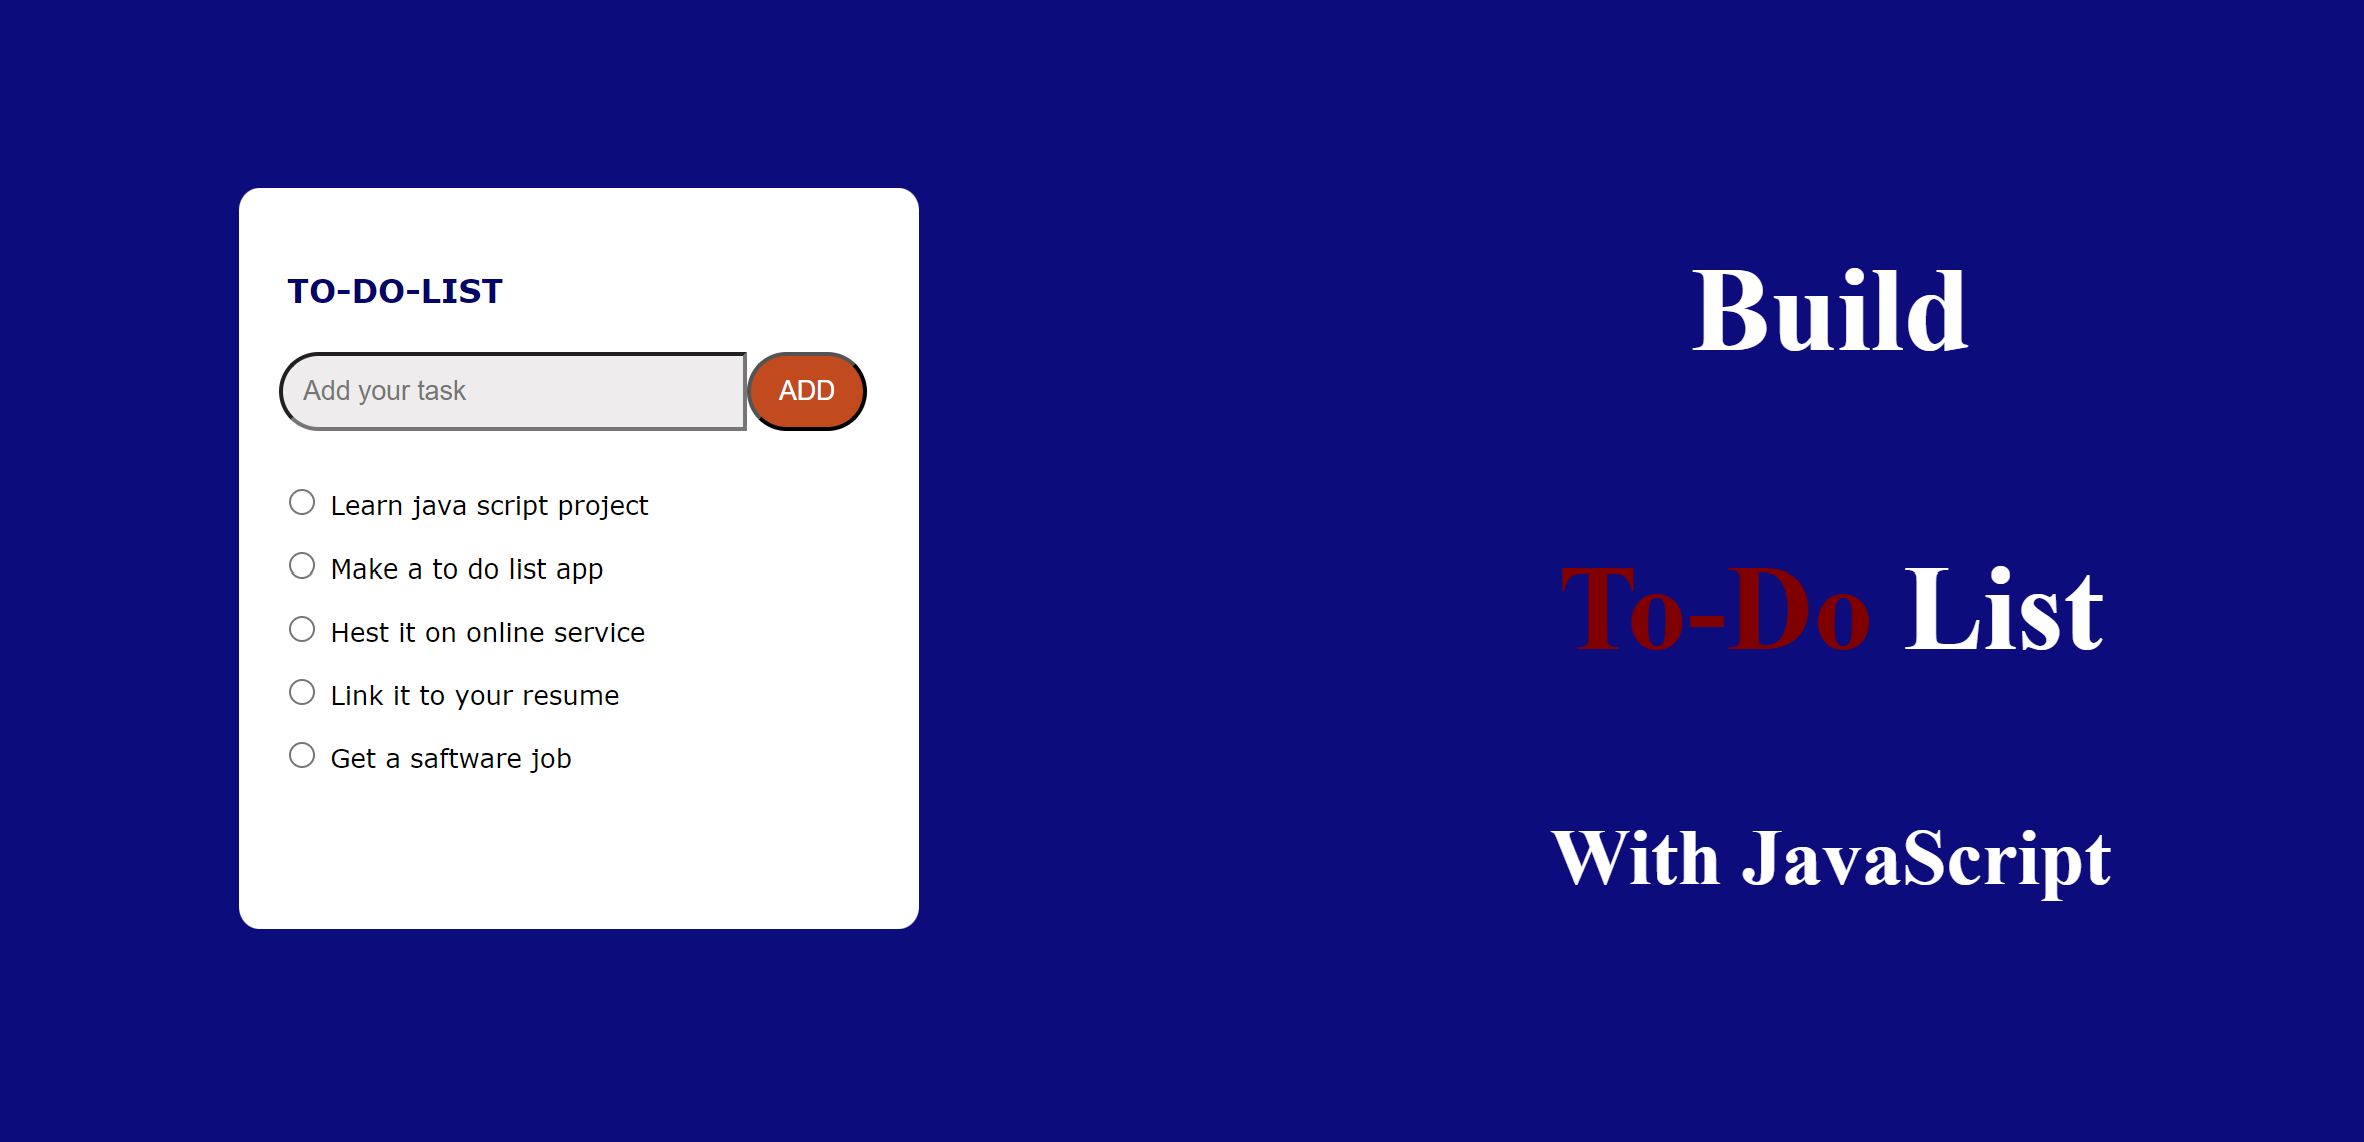 TO-DO-LIST
Add your task
ADD
Learn java script project
Make a to do list app
Hest it on online service
Link it to your resume
Get a saftware job
Build
To-Do List
With JavaScript